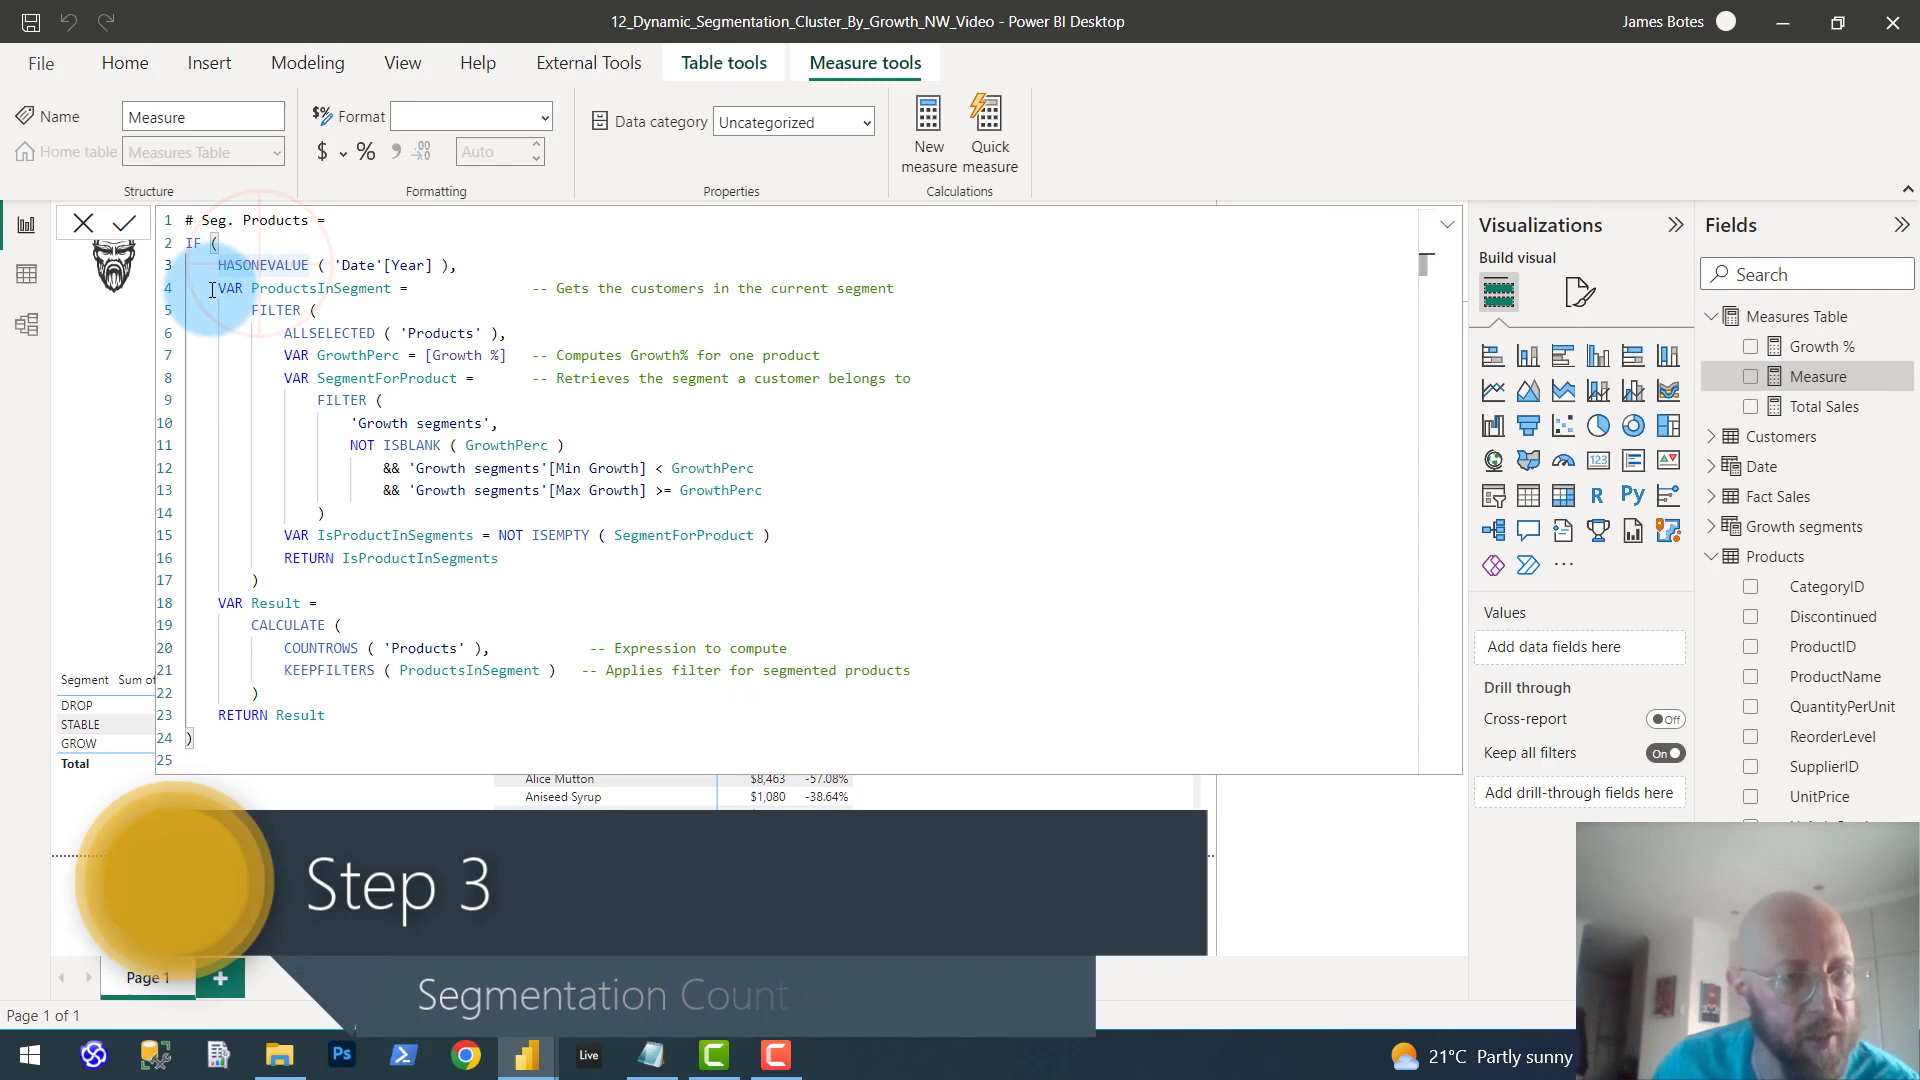 12_Dynamic_Segmentation_Cluster_By_Growth_NW_Video - Power BI Desktop
James Botes
File Home Insert Modeling View Help External Tools Table tools Measure tools
Name Measure
Home table Measures Table
Structure
Format
$ % Auto
Formatting
Data category Uncategorized
Properties
New measure
Quick measure
Calculations
1 # Seg. Products =
2 IF (
3 HASONEVALUE ( 'Date'[Year] ),
4 VAR ProductsInSegment = -- Gets the customers in the current segment
5 FILTER (
6 ALLSELECTED ( 'Products' ),
7 VAR GrowthPerc = [Growth %] -- Computes Growth% for one product
8 VAR SegmentForProduct = -- Retrieves the segment a customer belongs to
9 FILTER (
10 'Growth segments',
11 NOT ISBLANK ( GrowthPerc )
12 && 'Growth segments'[Min Growth] < GrowthPerc
13 && 'Growth segments'[Max Growth] >= GrowthPerc
14 )
15 VAR IsProductInSegments = NOT ISEMPTY ( SegmentForProduct )
16 RETURN IsProductInSegments
17 )
18 VAR Result =
19 CALCULATE (
20 COUNTROWS ( 'Products' ), -- Expression to compute
21 KEEPFILTERS ( ProductsInSegment ) -- Applies filter for segmented products
22 )
23 RETURN Result
24 )
25
Segment Sum of
DROP
STABLE
GROW
Total
Alice Mutton $8,463 -57.08%
Aniseed Syrup $1,080 -38.64%
Visualizations
Build visual
123
R Py
...
Values
Add data fields here
Drill through
Cross-report Off
Keep all filters On
Add drill-through fields here
Fields
Search
Measures Table
Growth %
Measure
Total Sales
Customers
Date
Fact Sales
Growth segments
Products
CategoryID
Discontinued
ProductID
ProductName
QuantityPerUnit
ReorderLevel
SupplierID
UnitPrice
Step 3
Segmentation Count
Page 1 +
Page 1 of 1
Ps
Live
21°C Partly sunny